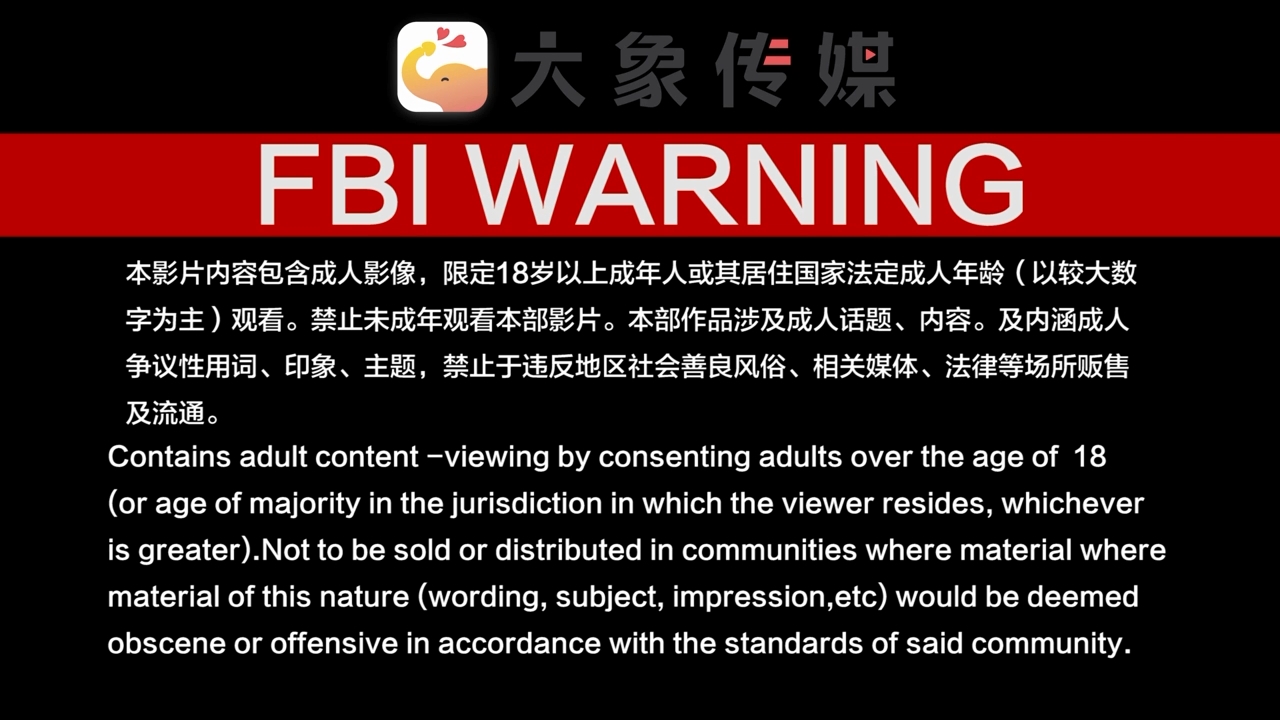 大象传媒
FBI WARNING
本影片内容包含成人影像，限定18岁以上成年人或其居住国家法定成人年龄（以较大数
字为主）观看。禁止未成年观看本部影片。本部作品涉及成人话题、内容。及内涵成人
争议性用词、印象、主题，禁止于违反地区社会善良风俗、相关媒体、法律等场所贩售
及流通。
Contains adult content -viewing by consenting adults over the age of 18
(or age of majority in the jurisdiction in which the viewer resides, whichever
is greater).Not to be sold or distributed in communities where material where
material of this nature (wording, subject, impression,etc) would be deemed
obscene or offensive in accordance with the standards of said community.